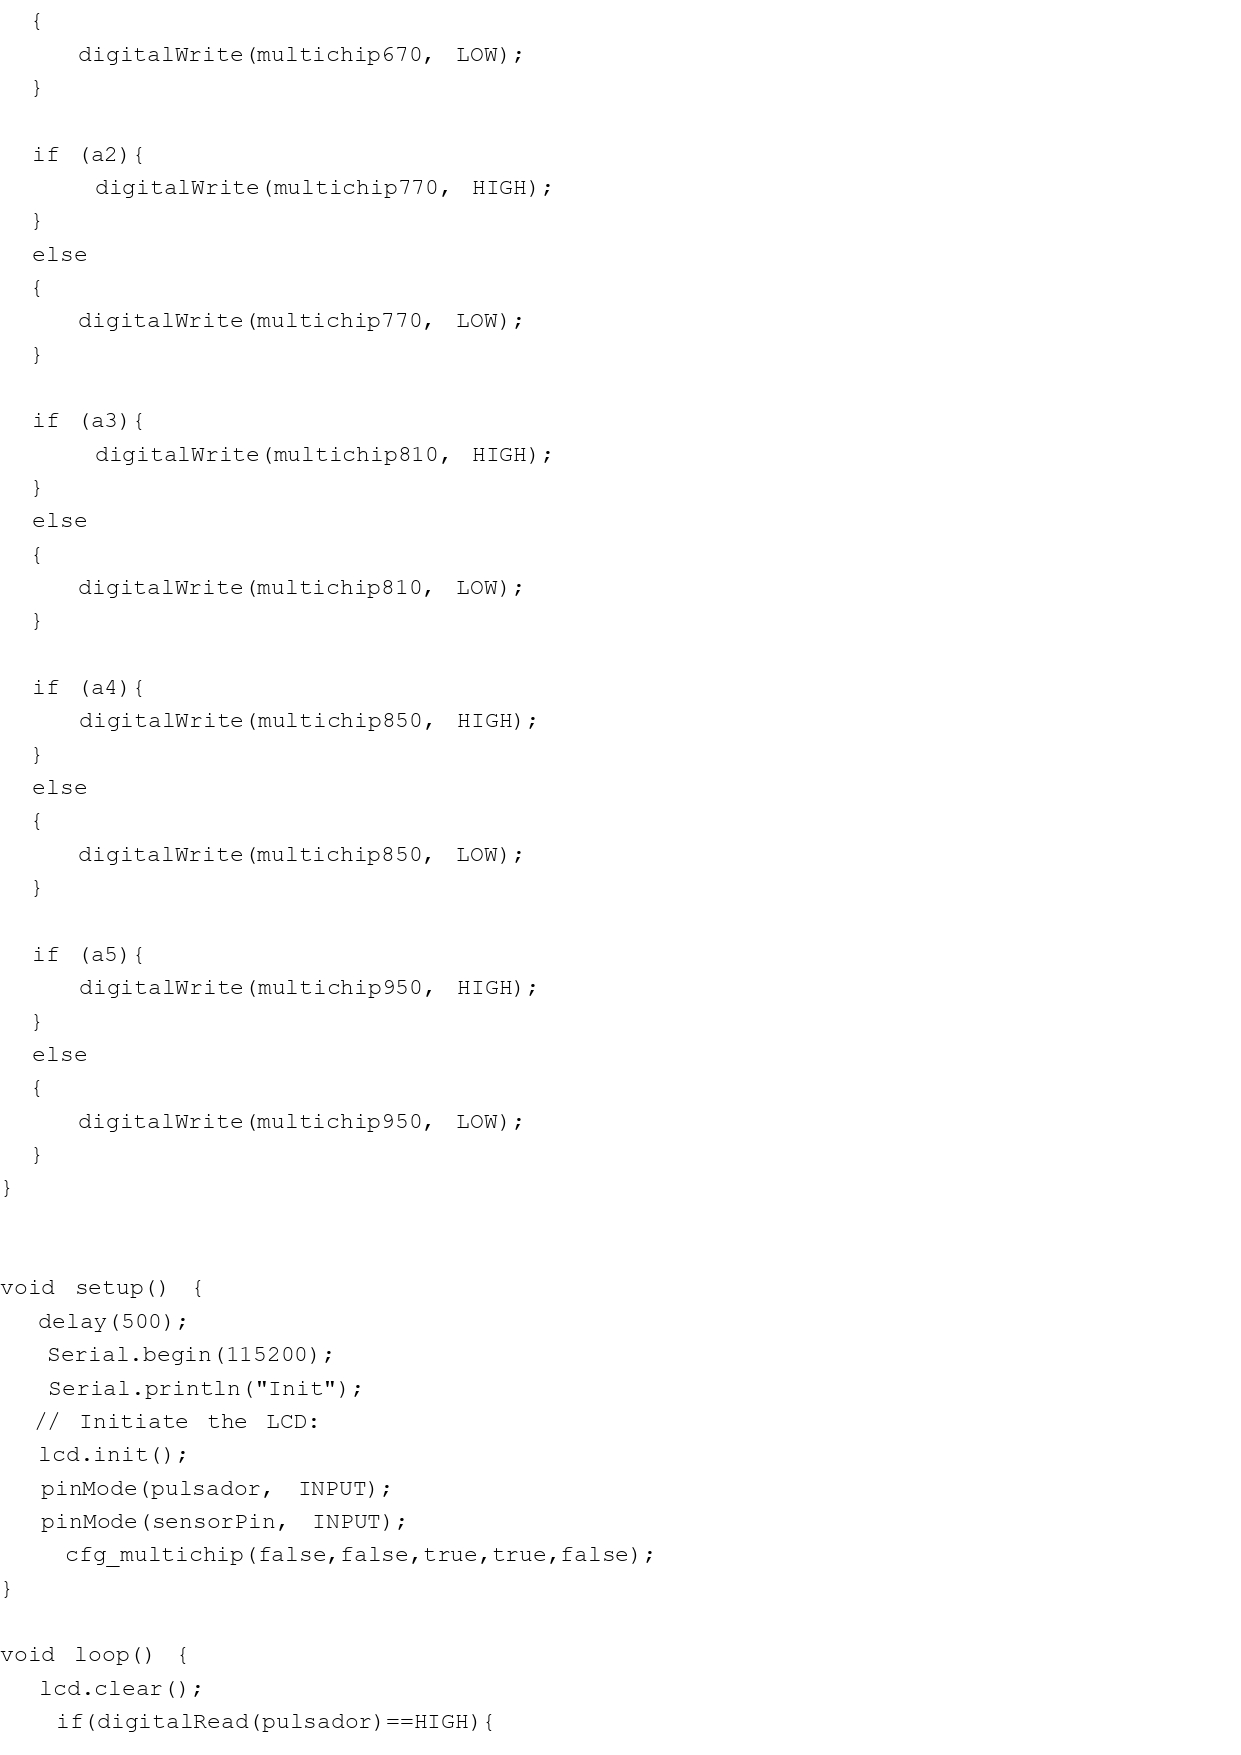 {
digitalWrite(multichip670, LOW);
}
if (a2){
digitalWrite(multichip770, HIGH);
}
else
{
digitalWrite(multichip770, LOW);
}
if (a3){
digitalWrite(multichip810, HIGH);
}
else
{
digitalWrite(multichip810, LOW);
}
if (a4){
digitalWrite(multichip850, HIGH);
}
else
{
digitalWrite(multichip850, LOW);
}
if (a5){
digitalWrite(multichip950, HIGH);
}
else
{
digitalWrite(multichip950, LOW);
}
}
void setup() {
delay(500);
Serial.begin(115200);
Serial.println("Init");
// Initiate the LCD:
lcd.init();
pinMode(pulsador, INPUT);
pinMode(sensorPin, INPUT);
cfg_multichip(false,false,true,true,false);
}
void loop() {
lcd.clear();
if(digitalRead(pulsador)==HIGH){